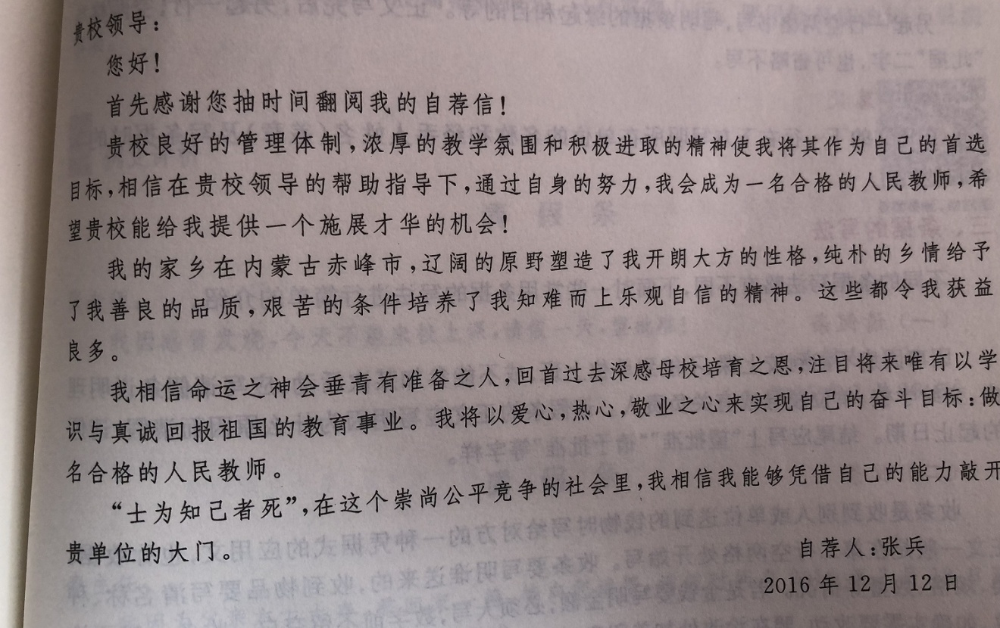 贵校领导：
您好！
首先感谢您抽时间翻阅我的自荐信！
贵校良好的管理体制，浓厚的教学氛围和积极进取的精神使我将其作为自己的首选
目标，相信在贵校领导的帮助指导下，通过自身的努力，我会成为一名合格的人民教师，希
望贵校能给我提供一个施展才华的机会！
我的家乡在内蒙古赤峰市，辽阔的原野塑造了我开朗大方的性格，纯朴的乡情给予
了我善良的品质，艰苦的条件培养了我知难而上乐观自信的精神。这些都令我获益
良多。
我相信命运之神会垂青有准备之人，回首过去深感母校培育之恩，注目将来唯有以学
识与真诚回报祖国的教育事业。我将以爱心，热心，敬业之心来实现自己的奋斗目标：做
名合格的人民教师。
“士为知己者死”，在这个崇尚公平竞争的社会里，我相信我能够凭借自己的能力敲开
贵单位的大门。
自荐人：张兵
2016 年 12 月 12 日